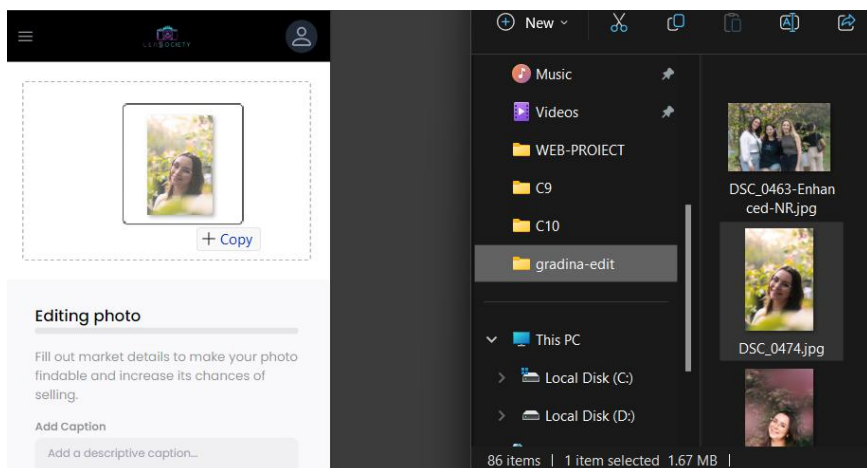 LENSOCIETY
+ Copy
Editing photo
Fill out market details to make your photo
findable and increase its chances of
selling.
Add Caption
Add a descriptive caption...
New
Music
Videos
WEB-PROIECT
C9
C10
gradina-edit
This PC
Local Disk (C:)
Local Disk (D:)
DSC_0463-Enhan
ced-NR.jpg
DSC_0474.jpg
86 items | 1 item selected 1.67 MB |